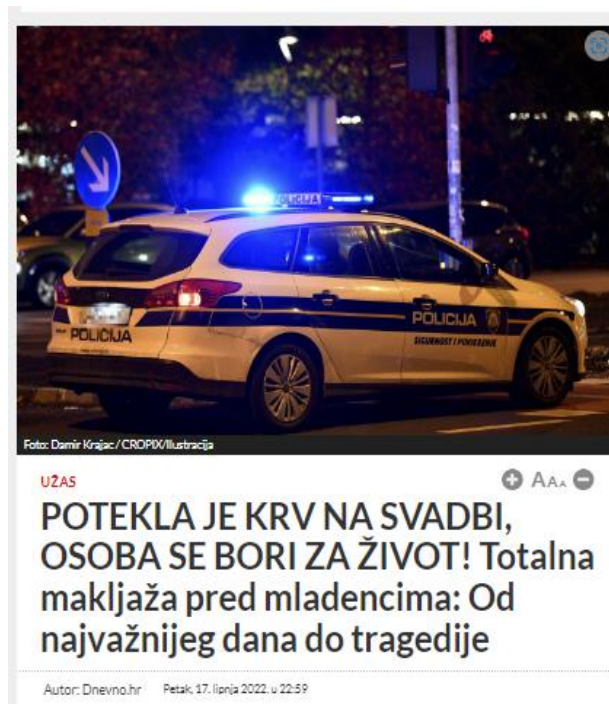 POLICIJA
POLICIJA
POLICIJA
SIGURNOST I POVJERENJE
Foto: Damir Krajac / CROPIX/Ilustracija
UŽAS
AAA
POTEKLA JE KRV NA SVADBI,
OSOBA SE BORI ZA ŽIVOT! Totalna
makljaža pred mladencima: Od
najvažnijeg dana do tragedije
Autor: Dnevno.hr Petak, 17. lipnja 2022. u 22:59